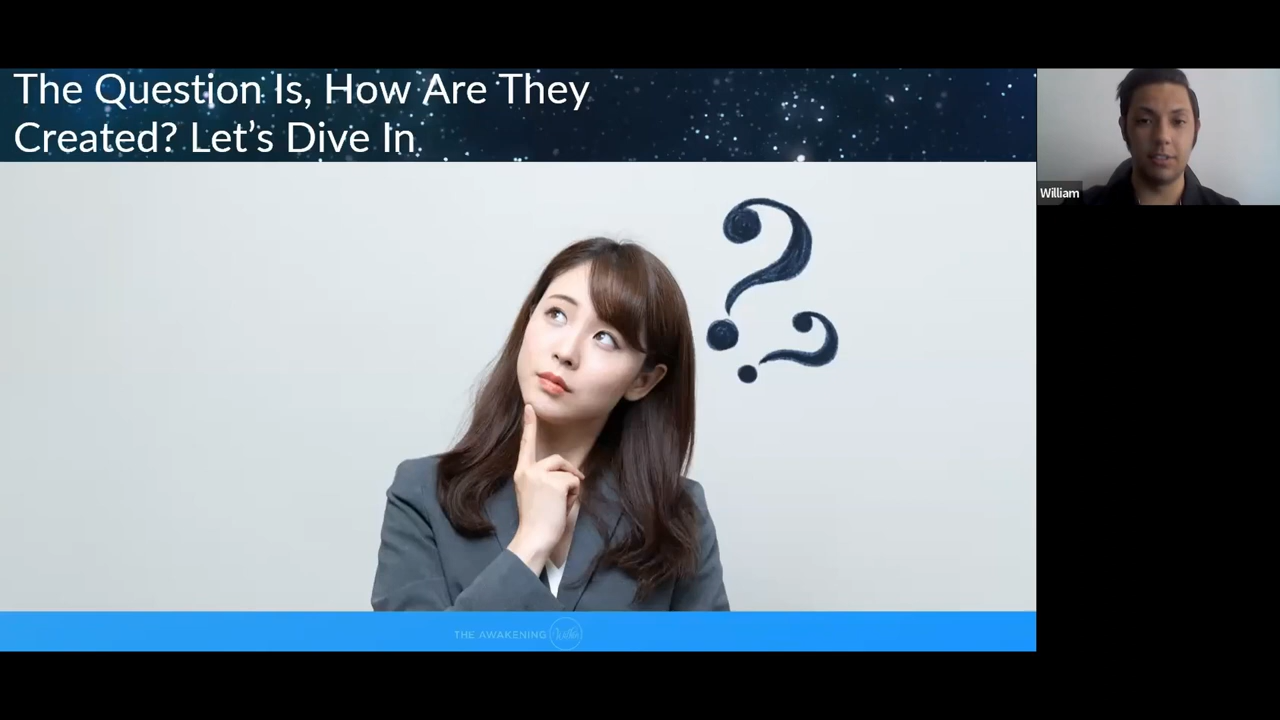 The Question Is, How Are They
Created? Let's Dive In
William
THE AWAKENING